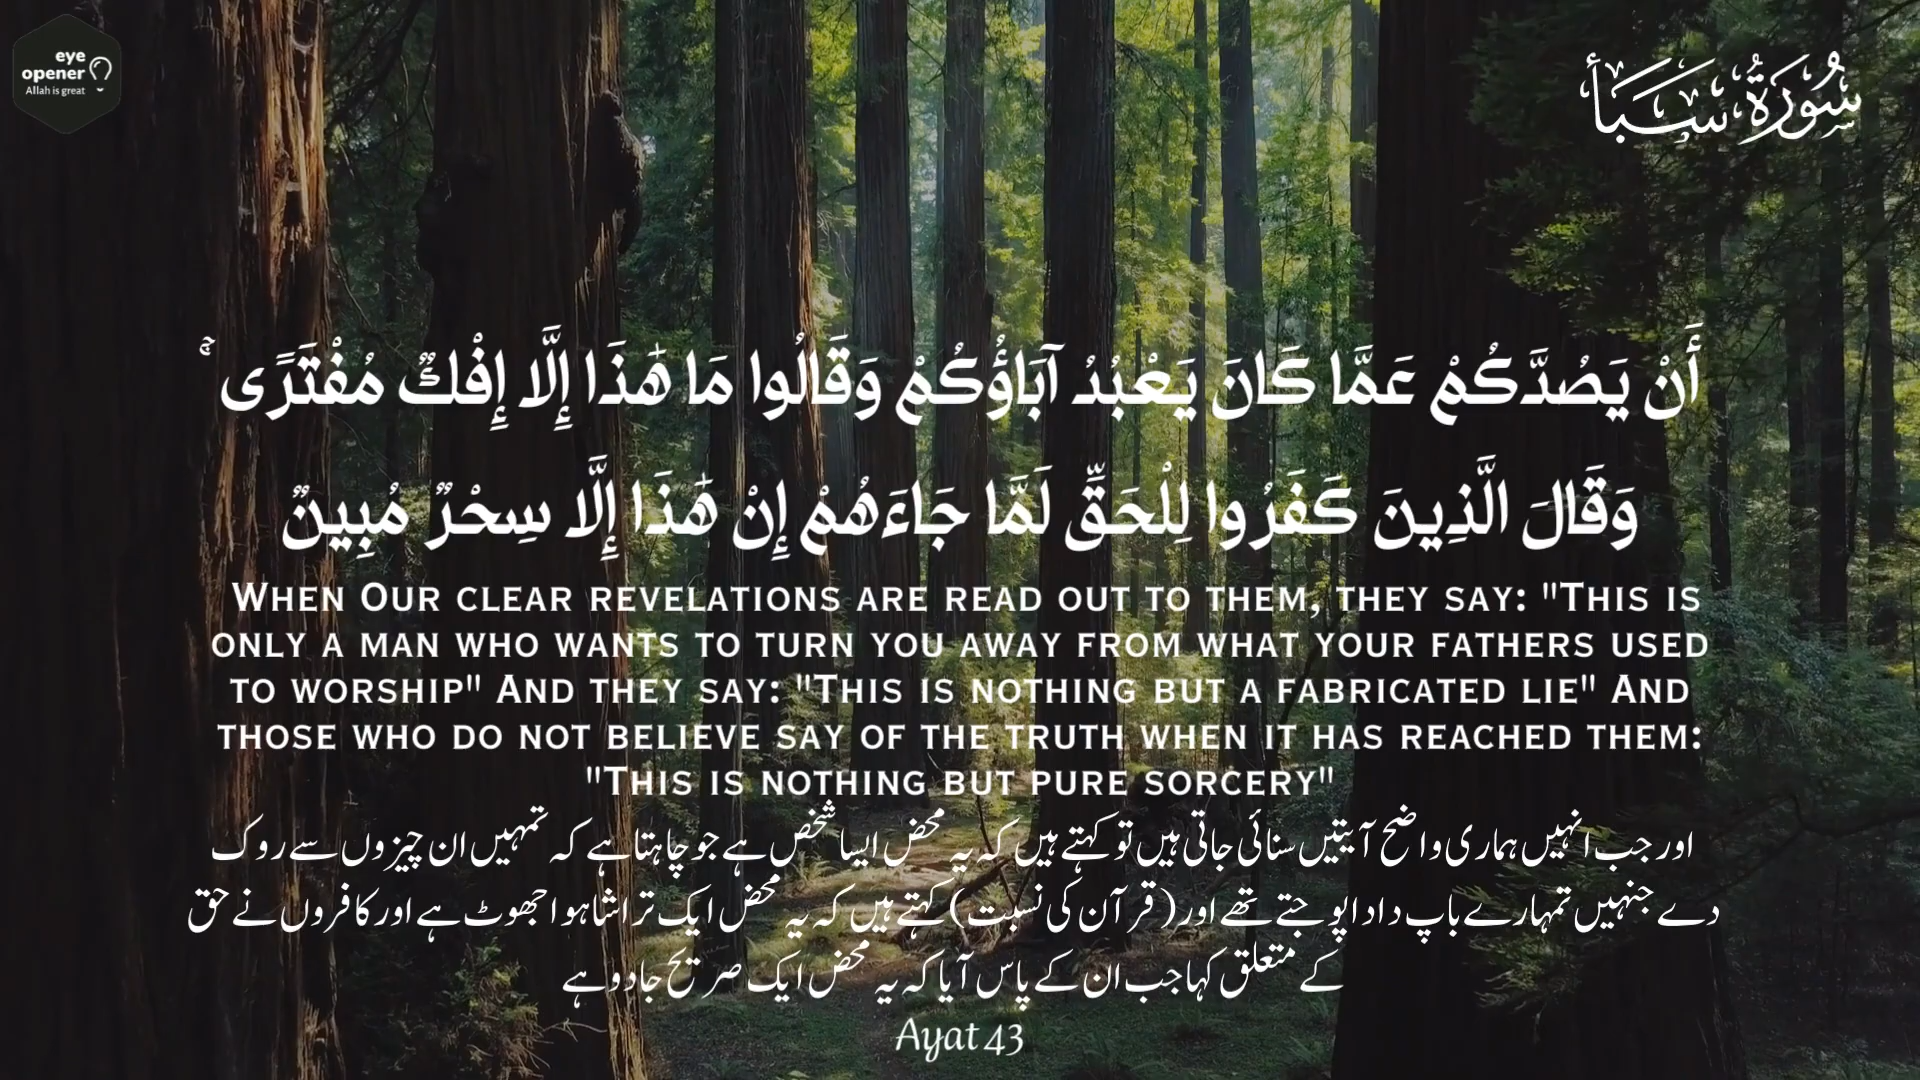 eye
opener
Allah is great
سُورَةُ سَبَأ
أَنْ يَصُدَّكُمْ عَمَّا كَانَ يَعْبُدُ آبَاؤُكُمْ وَقَالُوا مَا هَٰذَا إِلَّا إِفْكٌ مُفْتَرًى ۚ
وَقَالَ الَّذِينَ كَفَرُوا لِلْحَقِّ لَمَّا جَاءَهُمْ إِنْ هَٰذَا إِلَّا سِحْرٌ مُبِينٌ
When Our clear revelations are read out to them, they say: "This is
only a man who wants to turn you away from what your fathers used
to worship" And they say: "This is nothing but a fabricated lie" And
those who do not believe say of the truth when it has reached them:
"This is nothing but pure sorcery"
اور جب انہیں ہماری واضح آیتیں سنائی جاتی ہیں تو کہتے ہیں کہ یہ محض ایسا شخص ہے جو چاہتا ہے کہ تمہیں ان چیزوں سے روک
دے جنہیں تمہارے باپ دادا پوجتے تھے اور (قرآن کی نسبت) کہتے ہیں کہ یہ محض ایک تراشا ہوا جھوٹ ہے اور کافروں نے حق
کے متعلق کہا جب ان کے پاس آیا کہ یہ محض ایک صریح جادو ہے
Ayat 43